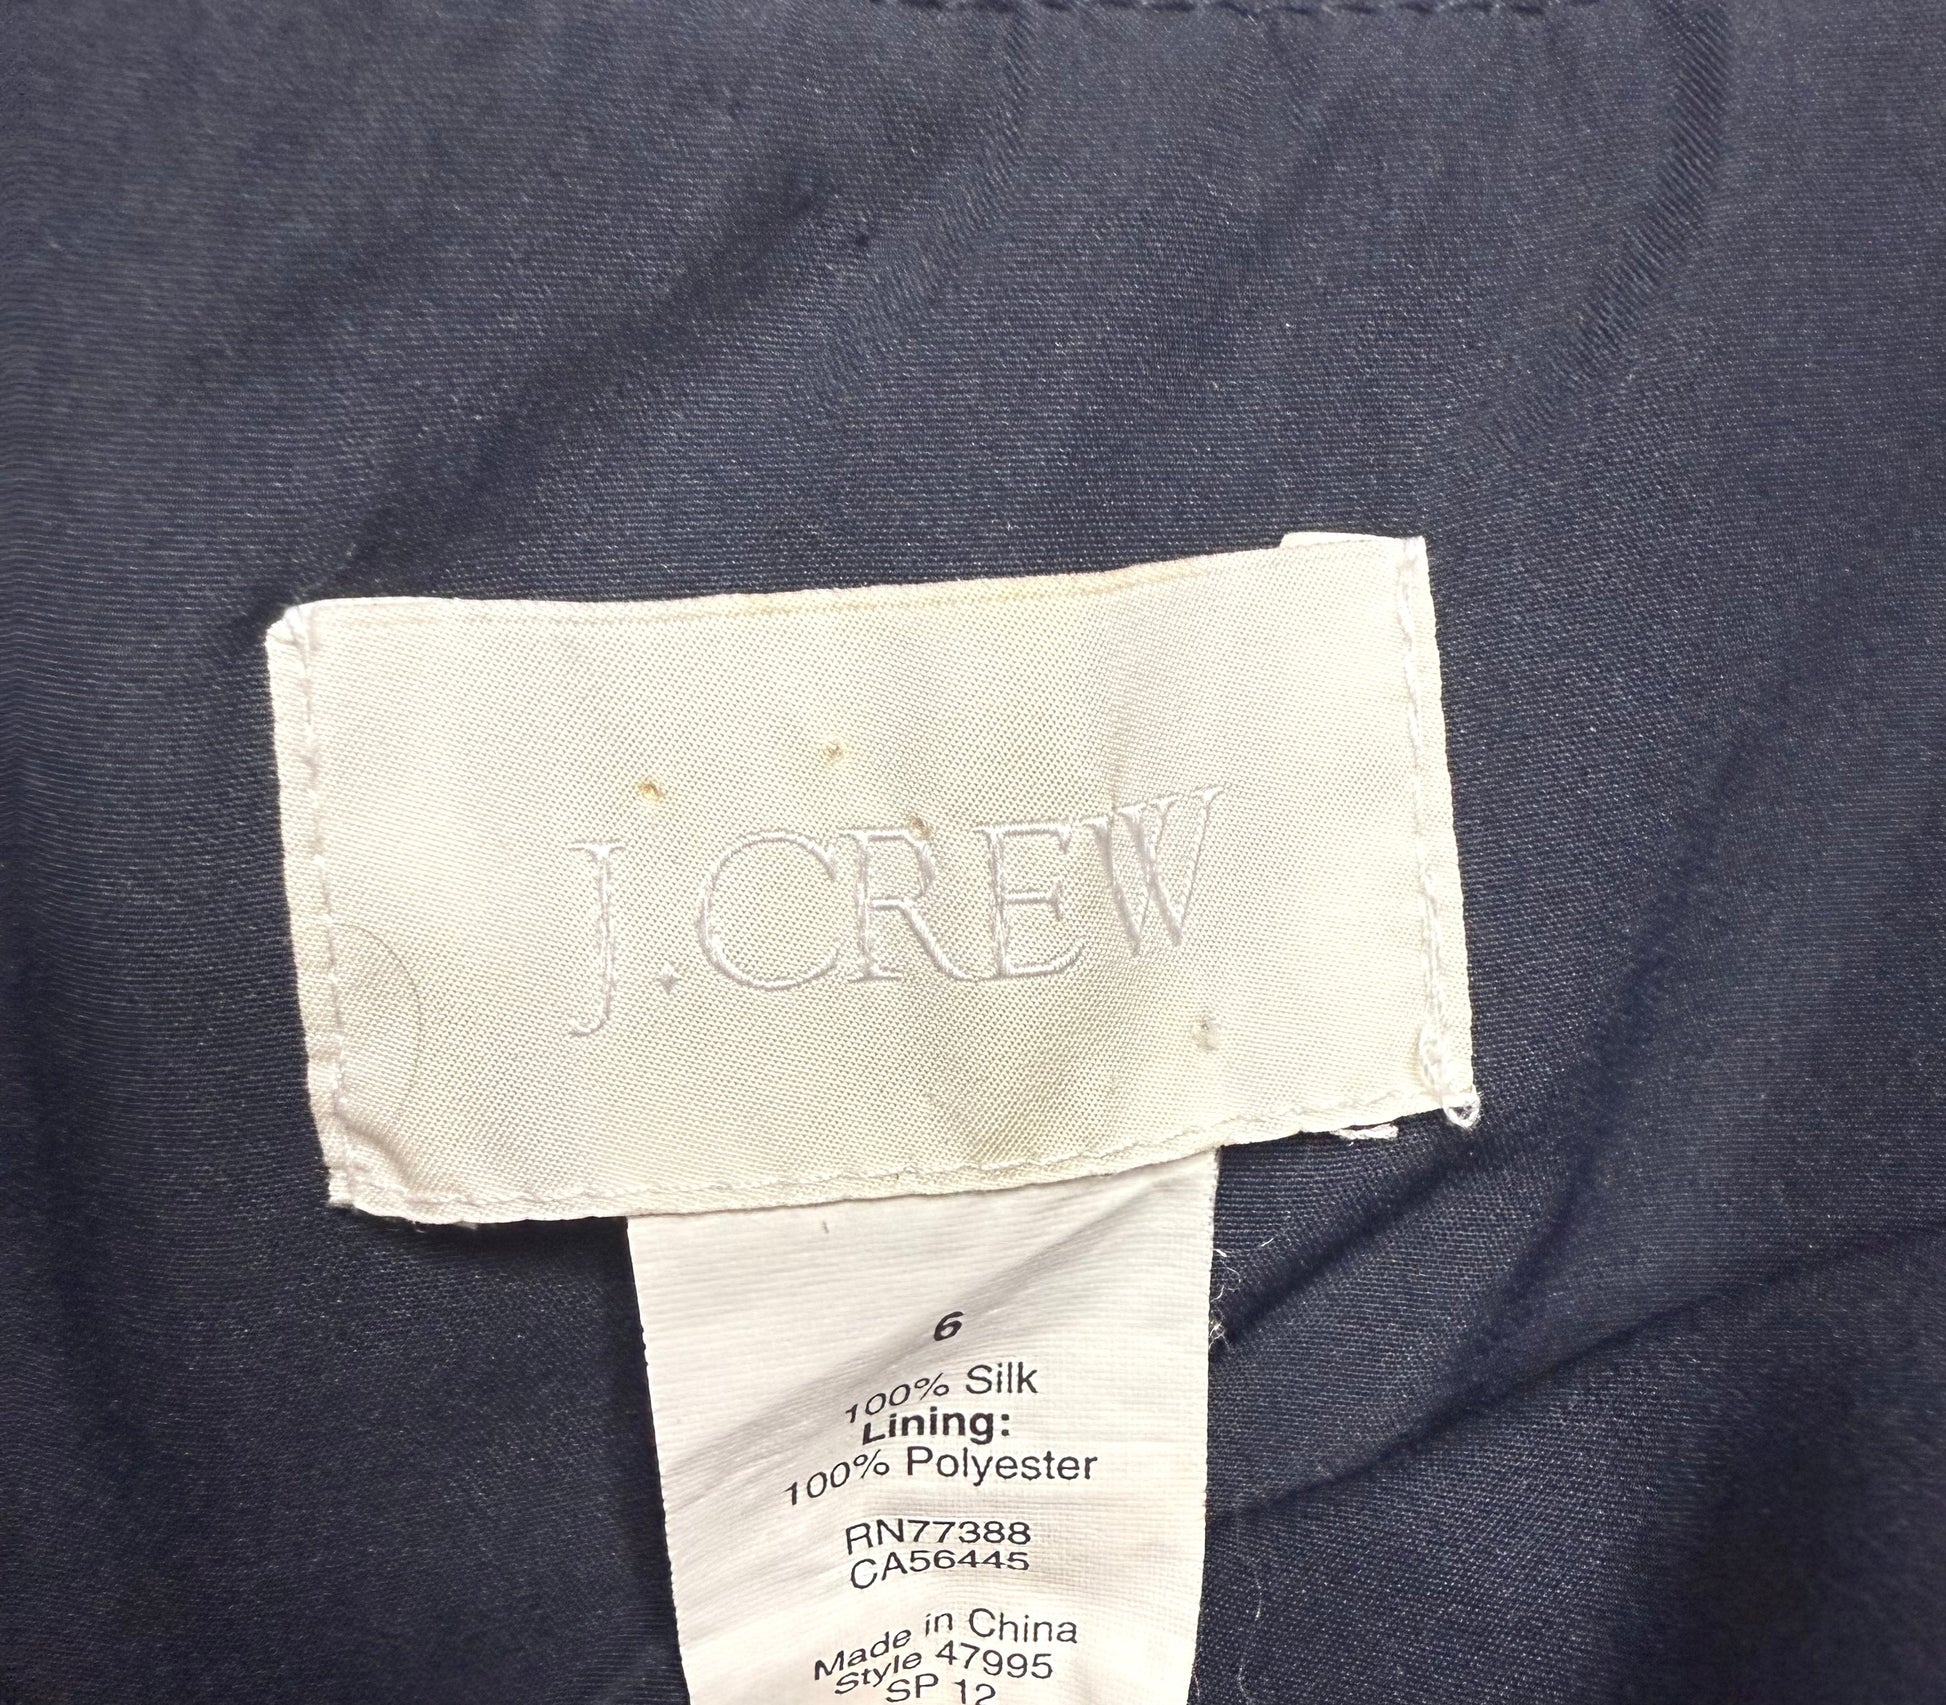 J.CREW
6
100% Silk
Lining:
100% Polyester
RN77388
CA56445
Made in China
Style 47995
SP 12